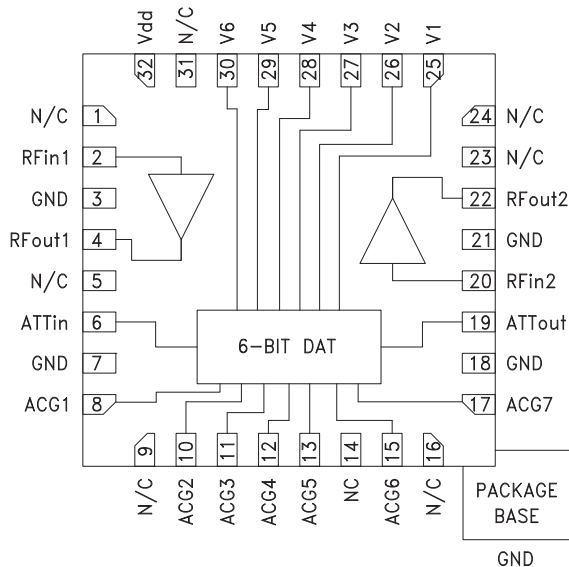 Vdd N/C V6 V5 V4 V3 V2 V1
32 31 30 29 28 27 26 25
N/C 1 24 N/C
RFin1 2 23 N/C
GND 3 22 RFout2
RFout1 4 21 GND
N/C 5 20 RFin2
ATTin 6 6-BIT DAT 19 ATTout
GND 7 18 GND
ACG1 8 17 ACG7
9 10 11 12 13 14 15 16
N/C ACG2 ACG3 ACG4 ACG5 NC ACG6 N/C
PACKAGE
BASE
GND